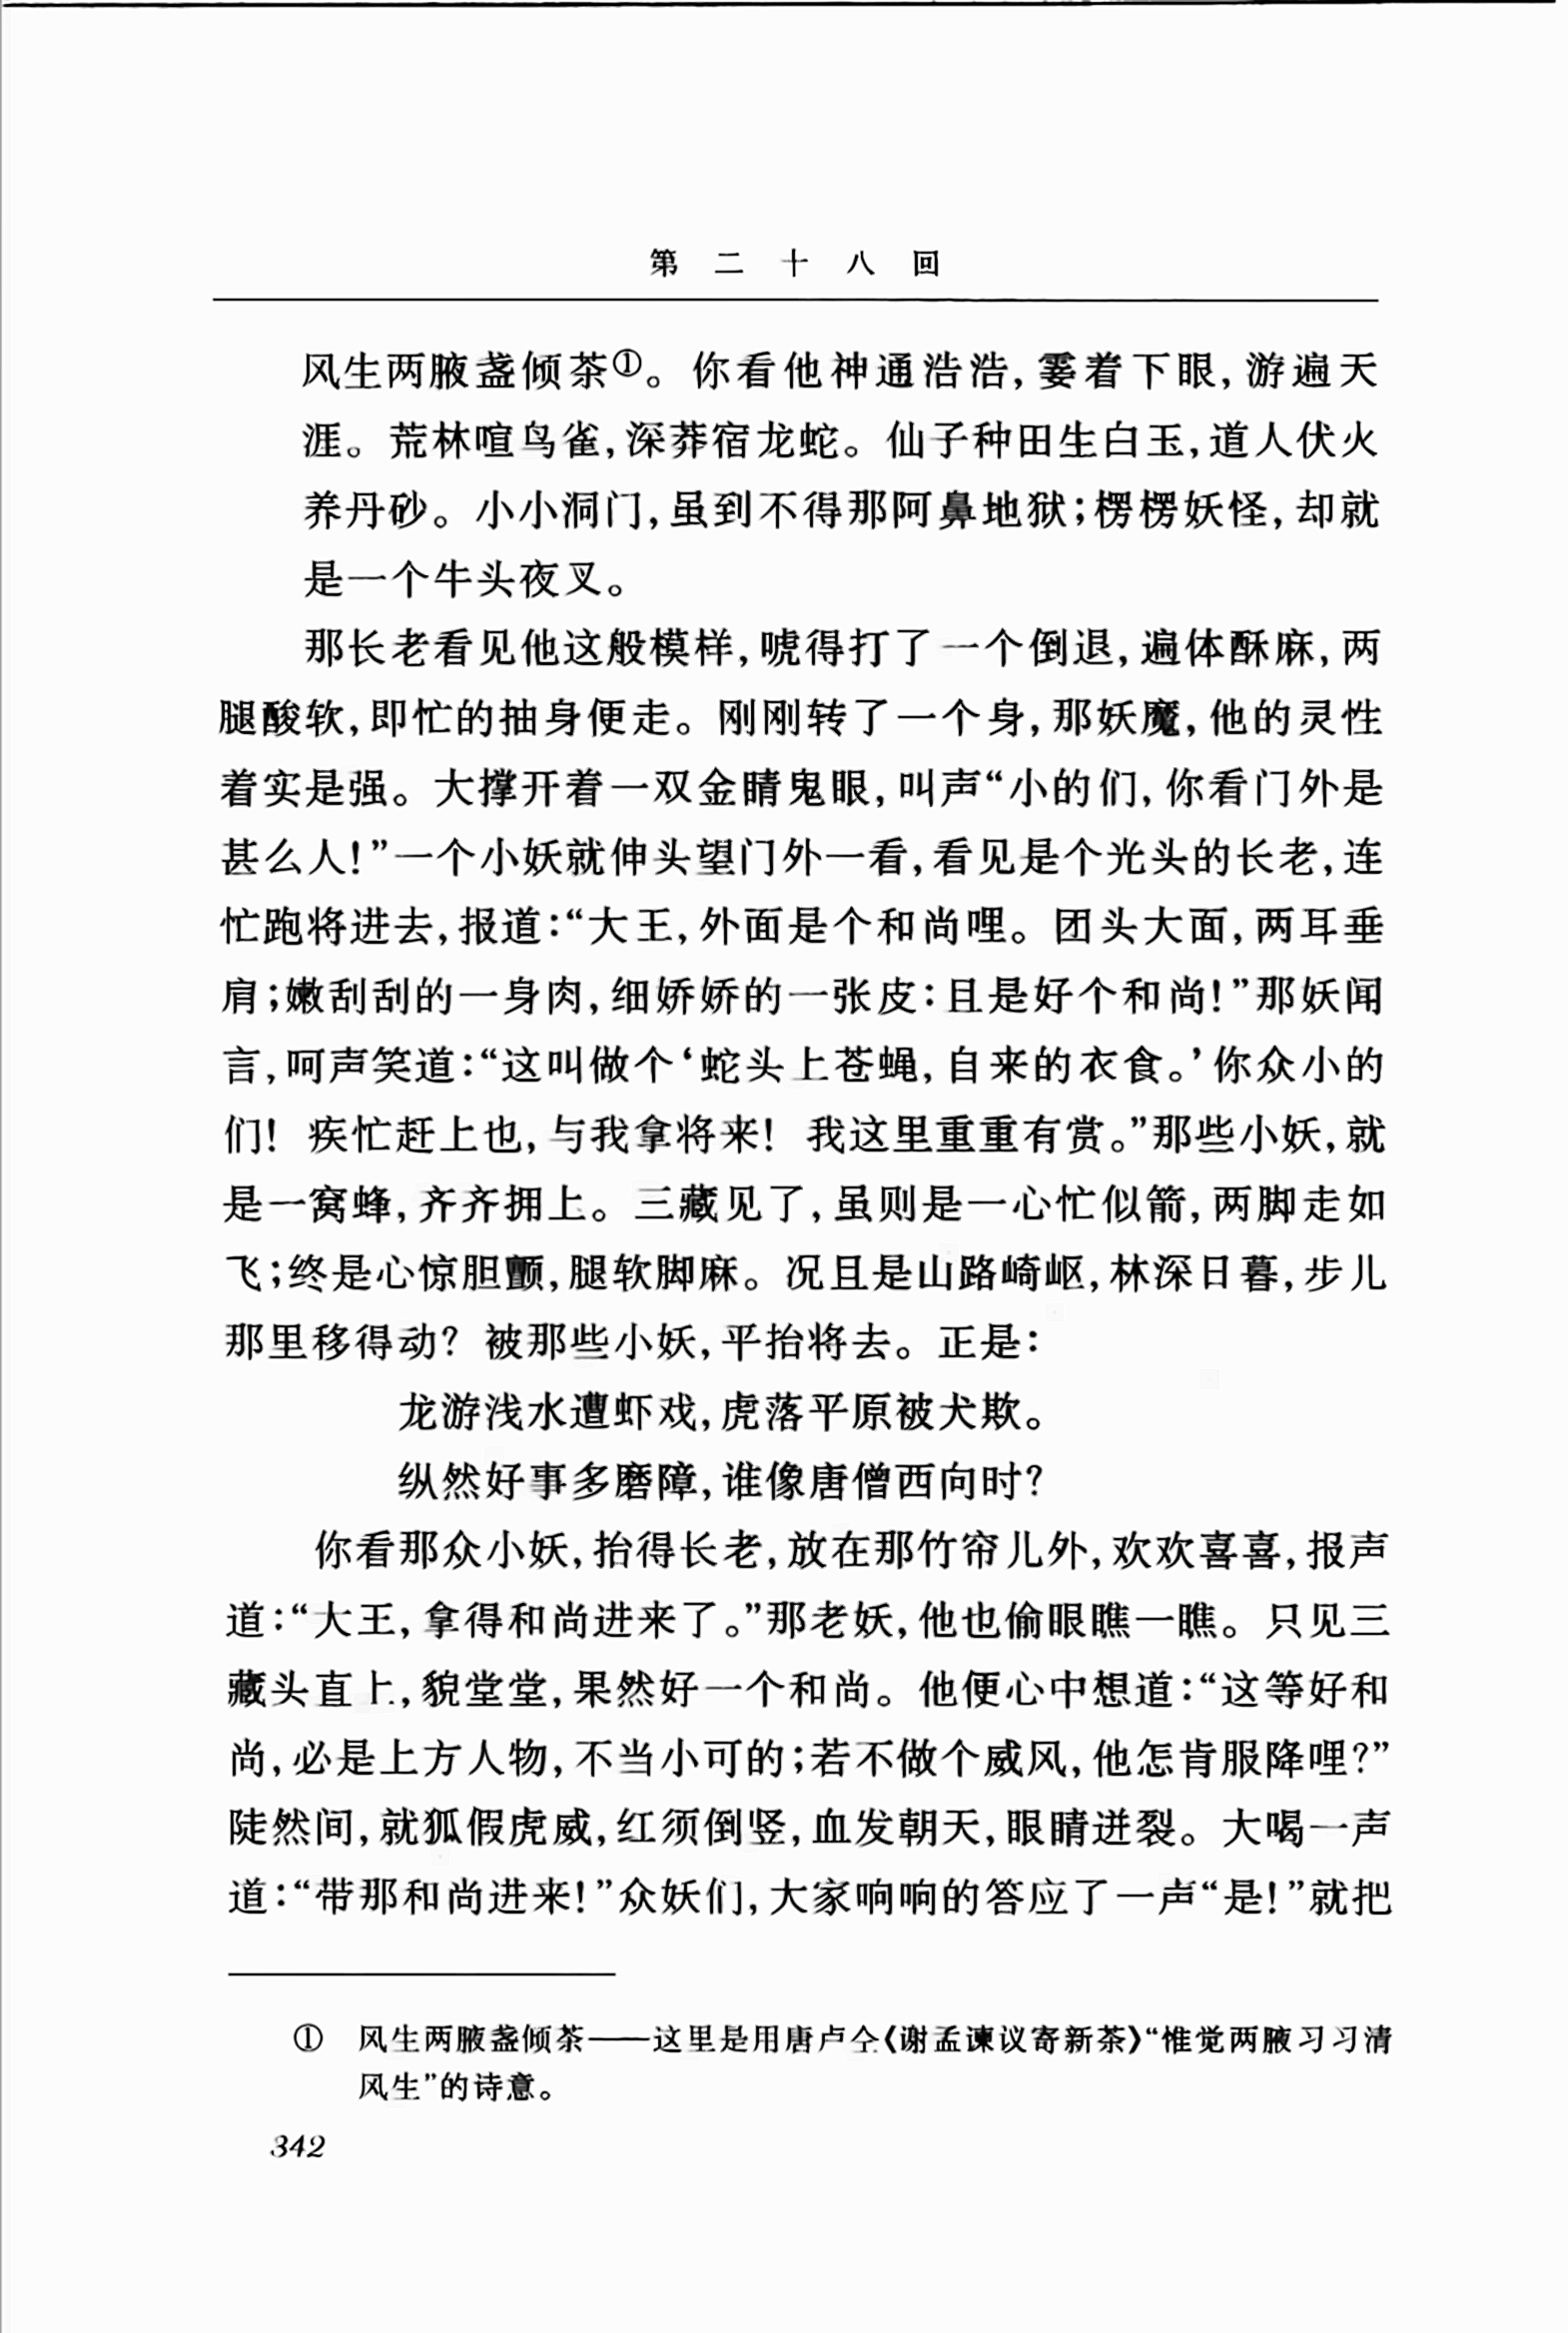 第二十八回
风生两腋盏倾茶①。你看他神通浩浩,霎着下眼,游遍天
涯。荒林喧鸟雀,深莽宿龙蛇。仙子种田生白玉,道人伏火
养丹砂。小小洞门,虽到不得那阿鼻地狱;楞楞妖怪,却就
是一个牛头夜叉。
那长老看见他这般模样,唬得打了一个倒退,遍体酥麻,两
腿酸软,即忙的抽身便走。刚刚转了一个身,那妖魔,他的灵性
着实是强。大撑开着一双金睛鬼眼,叫声“小的们,你看门外是
甚么人!”一个小妖就伸头望门外一看,看见是个光头的长老,连
忙跑将进去,报道:“大王,外面是个和尚哩。团头大面,两耳垂
肩;嫩刮刮的一身肉,细娇娇的一张皮:且是好个和尚!”那妖闻
言,呵声笑道:“这叫做个‘蛇头上苍蝇,自来的衣食。’你众小的
们! 疾忙赶上也,与我拿将来! 我这里重重有赏。”那些小妖,就
是一窝蜂,齐齐拥上。三藏见了,虽则是一心忙似箭,两脚走如
飞;终是心惊胆颤,腿软脚麻。况且是山路崎岖,林深日暮,步儿
那里移得动? 被那些小妖,平抬将去。正是:
龙游浅水遭虾戏,虎落平原被犬欺。
纵然好事多磨障,谁像唐僧西向时?
你看那众小妖,抬得长老,放在那竹帘儿外,欢欢喜喜,报声
道:“大王,拿得和尚进来了。”那老妖,他也偷眼瞧一瞧。只见三
藏头直上,貌堂堂,果然好一个和尚。他便心中想道:“这等好和
尚,必是上方人物,不当小可的;若不做个威风,他怎肯服降哩?”
陡然间,就狐假虎威,红须倒竖,血发朝天,眼睛迸裂。大喝一声
道:“带那和尚进来!”众妖们,大家响响的答应了一声“是!”就把
① 风生两腋盏倾茶——这里是用唐卢仝《谢孟谏议寄新茶》“惟觉两腋习习清
风生”的诗意。
342